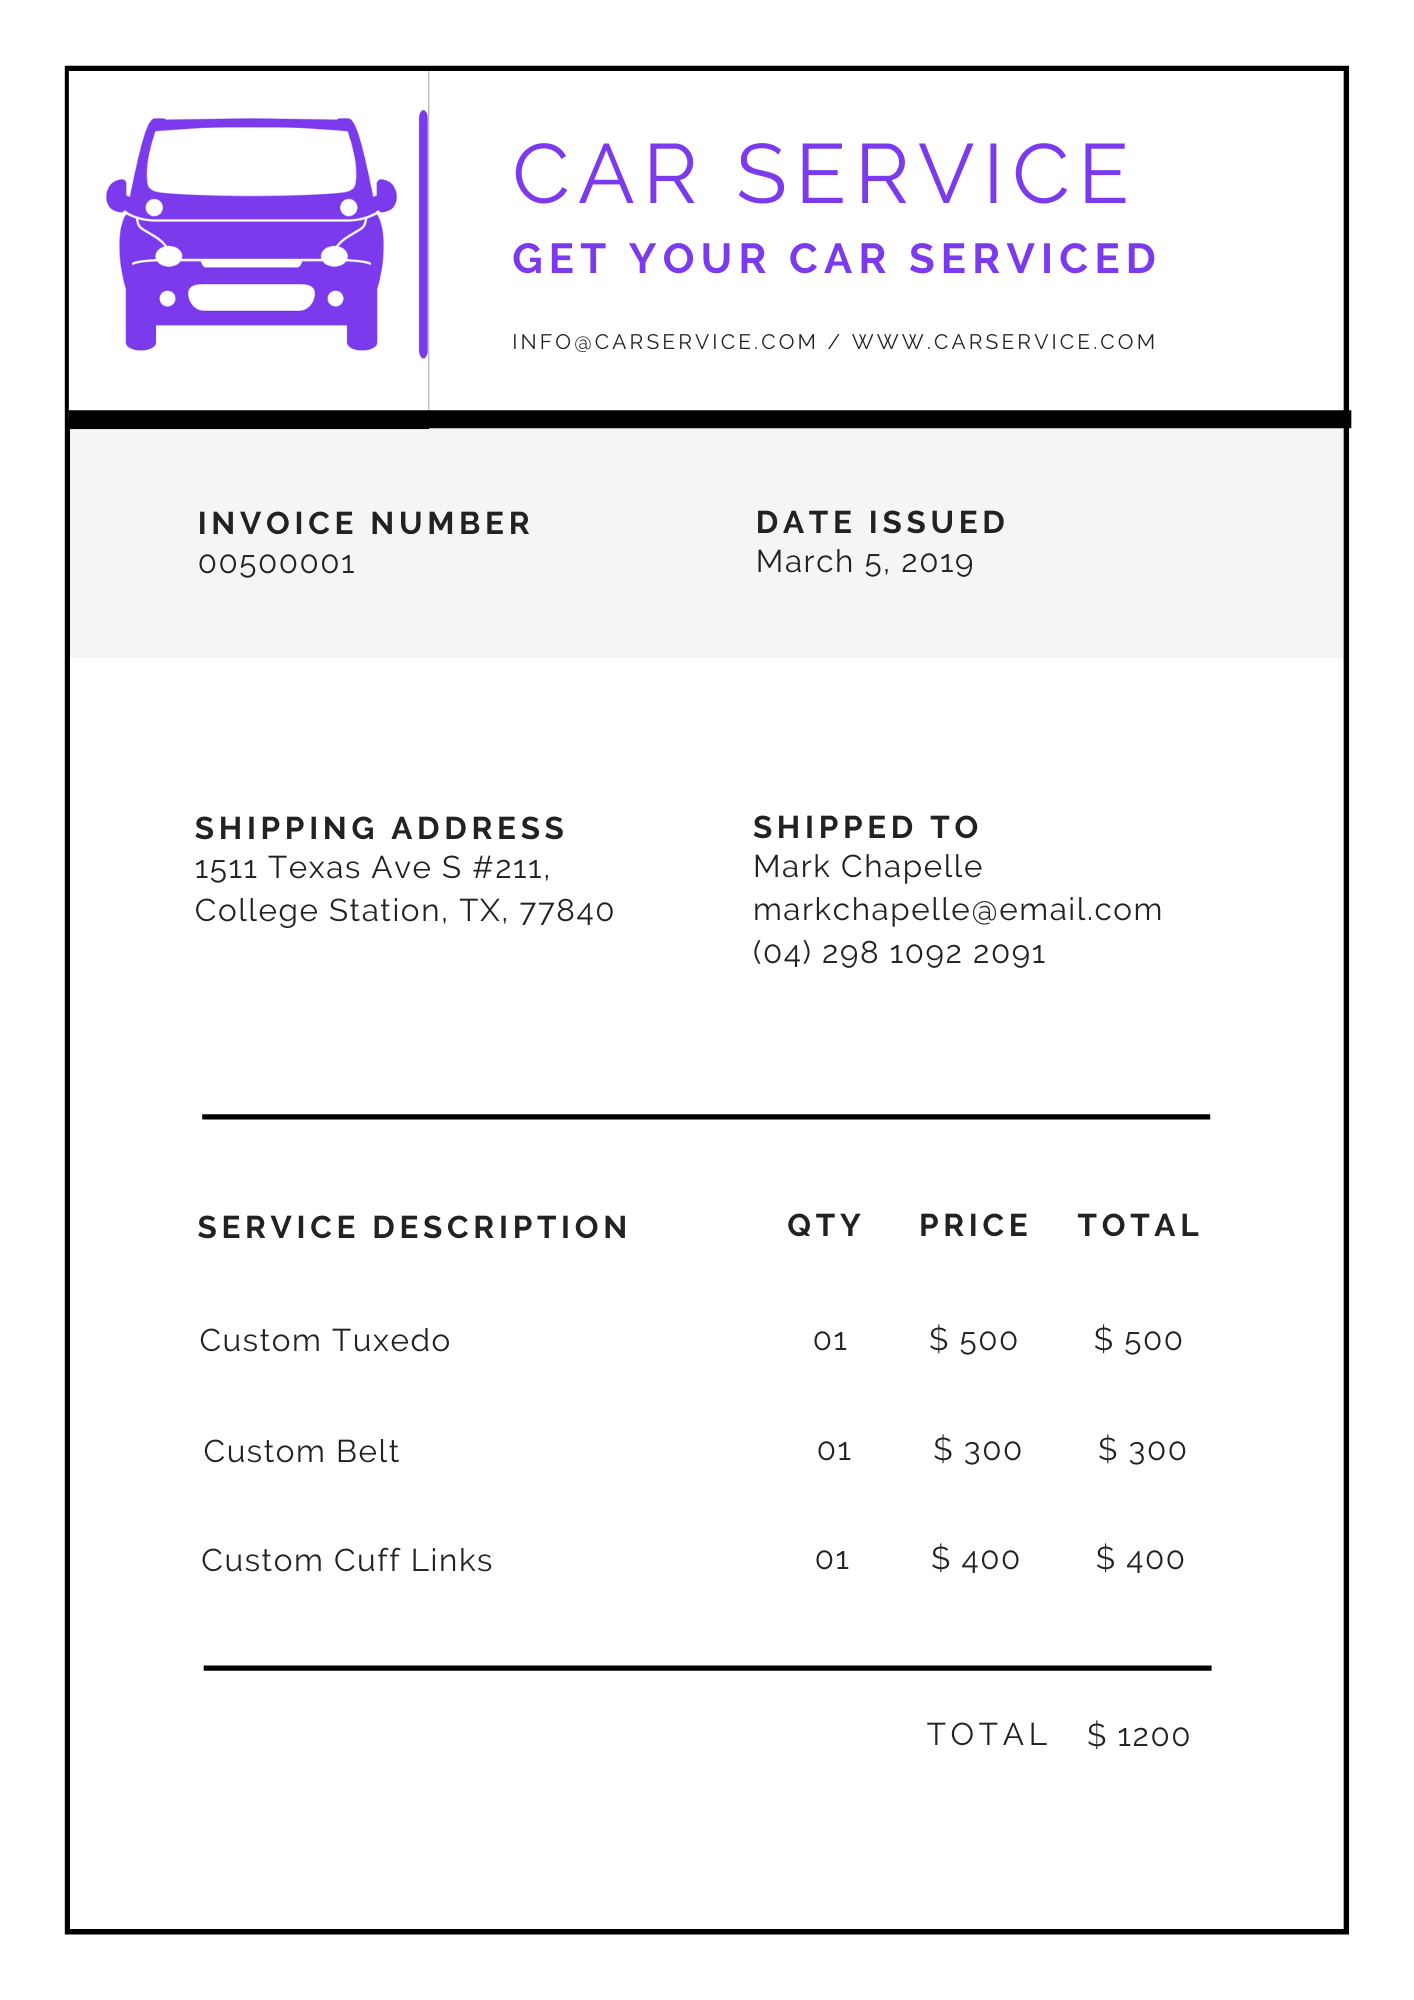 CAR SERVICE
GET YOUR CAR SERVICED
INFO@CARSERVICE.COM / WWW.CARSERVICE.COM
INVOICE NUMBER
00500001
DATE ISSUED
March 5, 2019
SHIPPING ADDRESS
1511 Texas Ave S #211,
College Station, TX, 77840
SHIPPED TO
Mark Chapelle
markchapelle@email.com
(04) 298 1092 2091
SERVICE DESCRIPTION QTY PRICE TOTAL
Custom Tuxedo 01 $ 500 $ 500
Custom Belt 01 $ 300 $ 300
Custom Cuff Links 01 $ 400 $ 400
TOTAL $ 1200